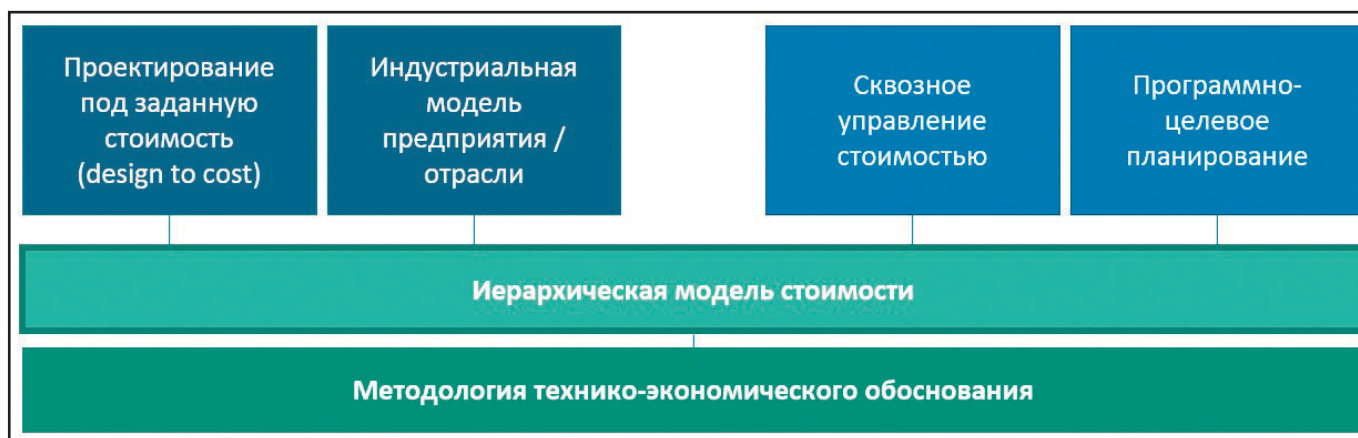 Проектирование
под заданную
стоимость
(design to cost)
Индустриальная
модель
предприятия /
отрасли
Сквозное
управление
стоимостью
Программно-
целевое
планирование
Иерархическая модель стоимости
Методология технико-экономического обоснования